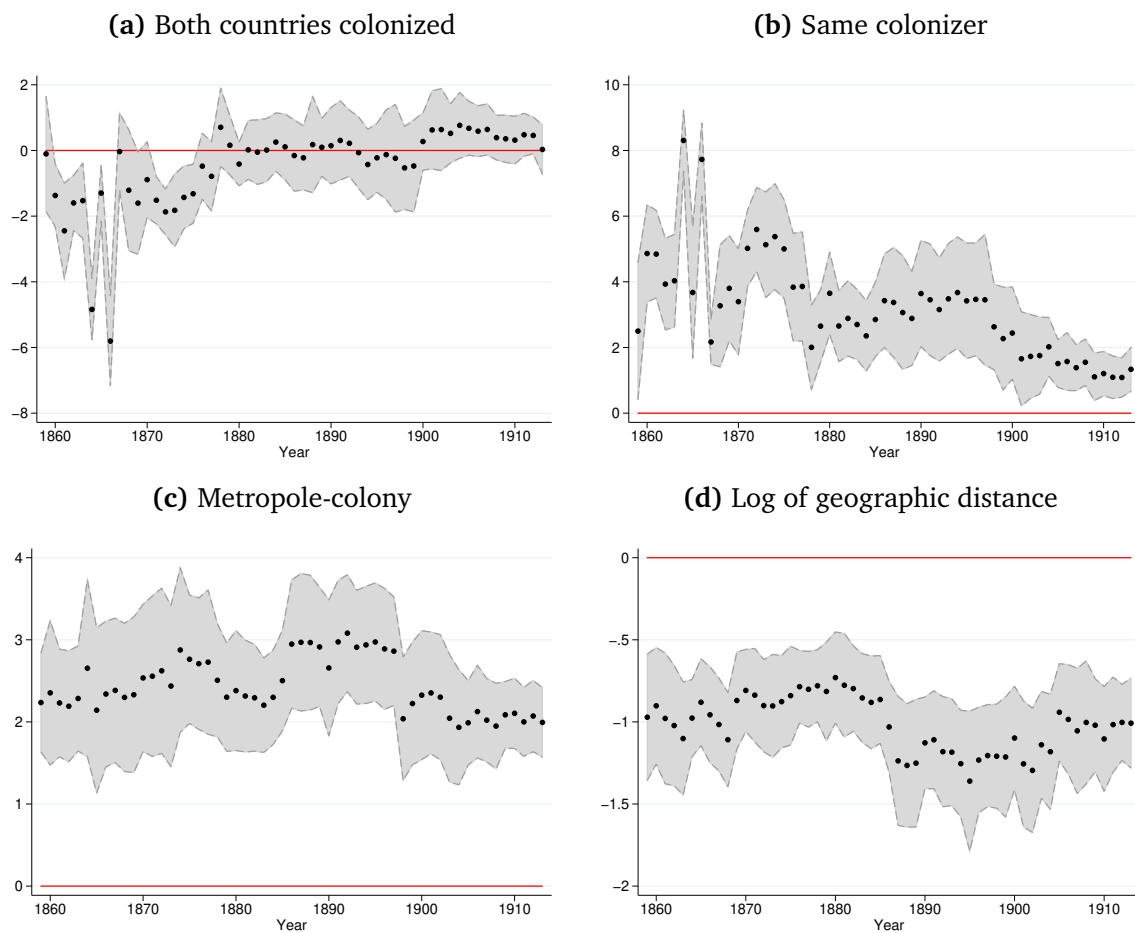 (a) Both countries colonized
2
0
−2
−4
−6
−8
1860 1870 1880 1890 1900 1910
Year
(b) Same colonizer
10
8
6
4
2
0
1860 1870 1880 1890 1900 1910
Year
(c) Metropole-colony
4
3
2
1
0
1860 1870 1880 1890 1900 1910
Year
(d) Log of geographic distance
0
−.5
−1
−1.5
−2
1860 1870 1880 1890 1900 1910
Year